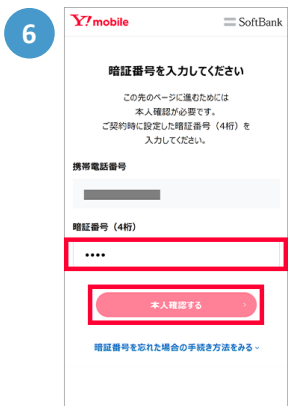 6
Y!mobile
SoftBank
暗証番号を入力してください
この先のページに進むためには
本人確認が必要です。
ご契約時に設定した暗証番号（4桁）を
入力してください。
携帯電話番号
暗証番号（4桁）
••••
本人確認する
暗証番号を忘れた場合の手続き方法をみる